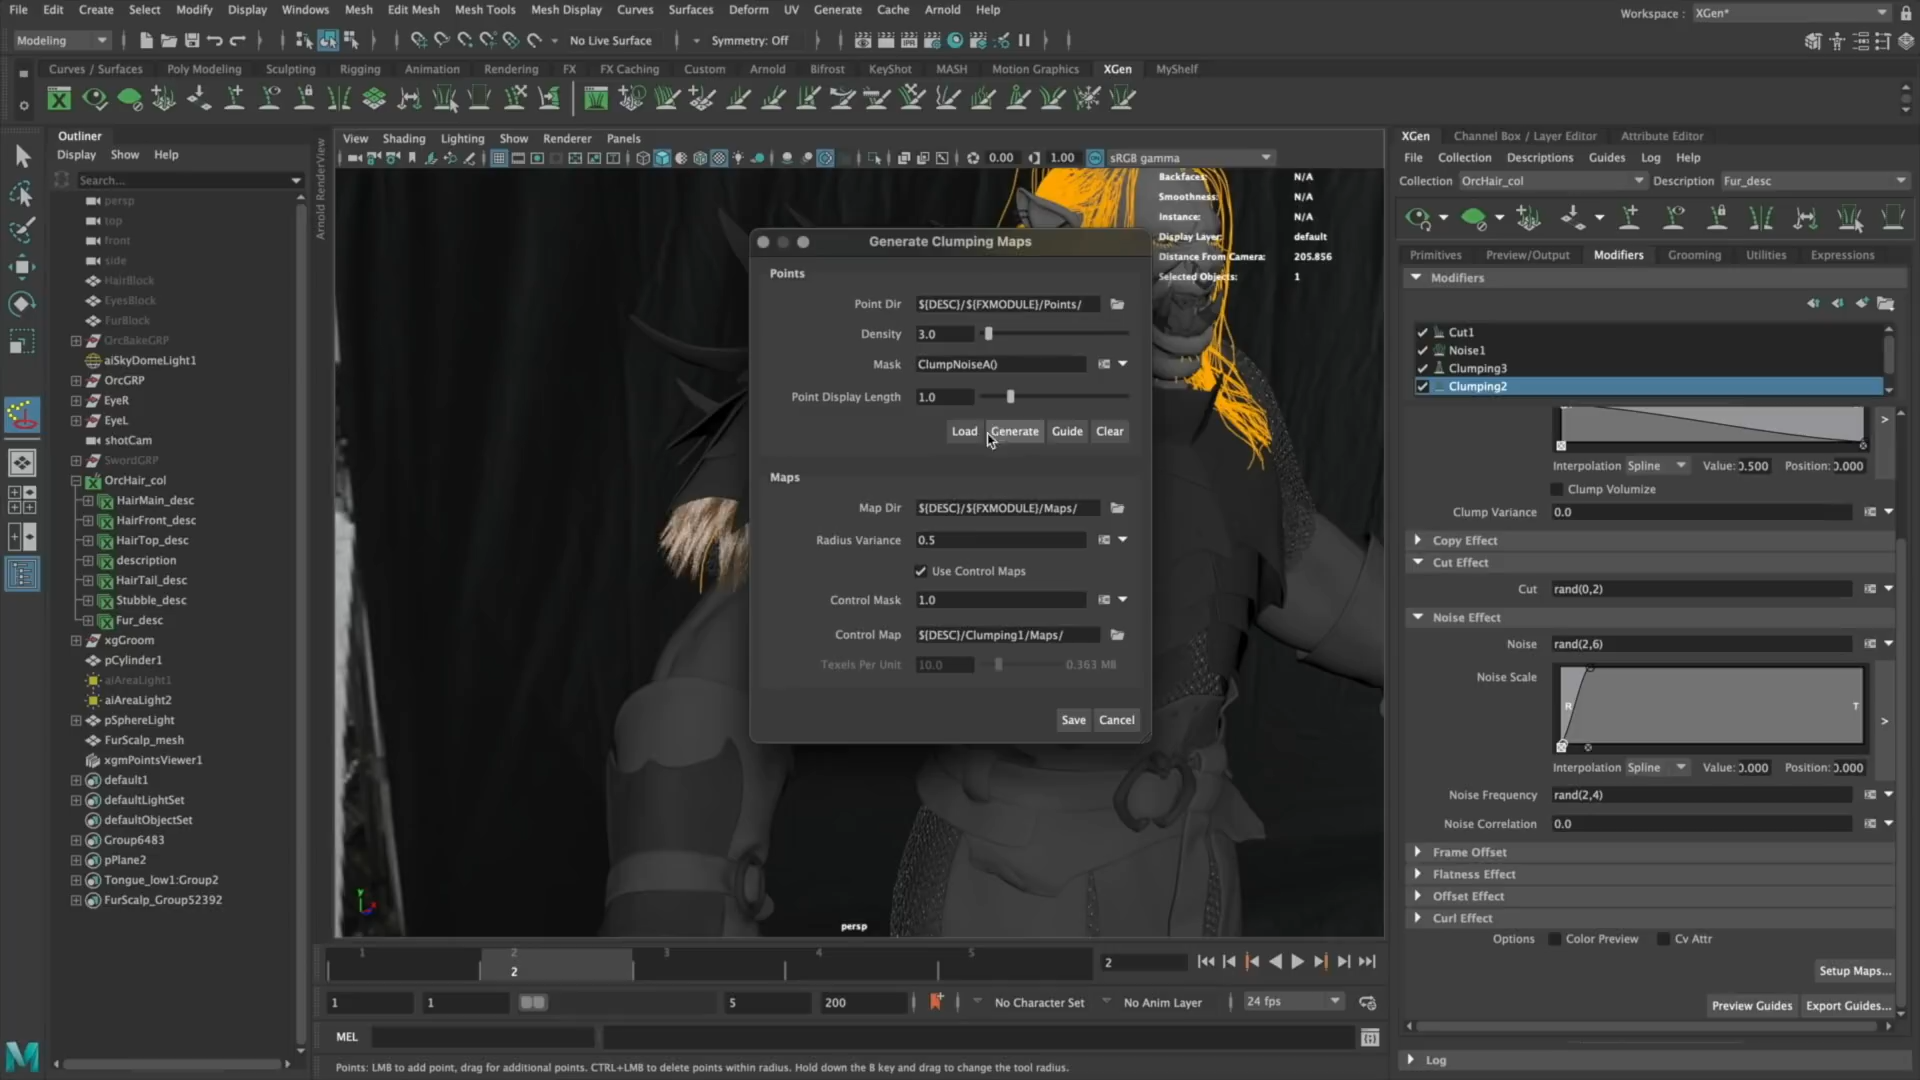 File Edit Create Select Modify Display Windows Mesh Edit Mesh Mesh Tools Mesh Display Curves Surfaces Deform UV Generate Cache Arnold Help
Workspace : XGen*
Modeling No Live Surface Symmetry: Off
Curves / Surfaces Poly Modeling Sculpting Rigging Animation Rendering FX FX Caching Custom Arnold Bifrost KeyShot MASH Motion Graphics XGen MyShelf
Outliner
Display Show Help
Search...
persp
top
front
side
HairBlock
EyesBlock
FurBlock
OrcBakeGRP
aiSkyDomeLight1
OrcGRP
EyeR
EyeL
shotCam
SwordGRP
OrcHair_col
HairMain_desc
HairFront_desc
HairTop_desc
description
HairTail_desc
Stubble_desc
Fur_desc
xgGroom
pCylinder1
aiAreaLight1
aiAreaLight2
pSphereLight
FurScalp_mesh
xgmPointsViewer1
default1
defaultLightSet
defaultObjectSet
Group6483
pPlane2
Tongue_low1:Group2
FurScalp_Group52392
Arnold RenderView
View Shading Lighting Show Renderer Panels
0.00 1.00 sRGB gamma
Backfaces: N/A
Smoothness: N/A
Instance: N/A
Display Layer: default
Distance From Camera: 205.856
Selected Objects: 1
Generate Clumping Maps
Points
Point Dir ${DESC}/${FXMODULE}/Points/
Density 3.0
Mask ClumpNoiseA()
Point Display Length 1.0
Load Generate Guide Clear
Maps
Map Dir ${DESC}/${FXMODULE}/Maps/
Radius Variance 0.5
Use Control Maps
Control Mask 1.0
Control Map ${DESC}/Clumping1/Maps/
Texels Per Unit 10.0 0.363 MB
Save Cancel
persp
XGen Channel Box / Layer Editor Attribute Editor
File Collection Descriptions Guides Log Help
Collection OrcHair_col Description Fur_desc
Primitives Preview/Output Modifiers Grooming Utilities Expressions
Modifiers
Cut1
Noise1
Clumping3
Clumping2
>
Interpolation Spline Value: 0.500 Position: 0.000
Clump Volumize
Clump Variance 0.0
Copy Effect
Cut Effect
Cut rand(0,2)
Noise Effect
Noise rand(2,6)
Noise Scale
R T
>
Interpolation Spline Value: 0.000 Position: 0.000
Noise Frequency rand(2,4)
Noise Correlation 0.0
Frame Offset
Flatness Effect
Offset Effect
Curl Effect
Options Color Preview Cv Attr
Setup Maps...
Preview Guides Export Guides...
Log
1 2 3 4 5
2
2
1 1 5 200 No Character Set No Anim Layer 24 fps
MEL
Points: LMB to add point, drag for additional points. CTRL+LMB to delete points within radius. Hold down the B key and drag to change the tool radius.